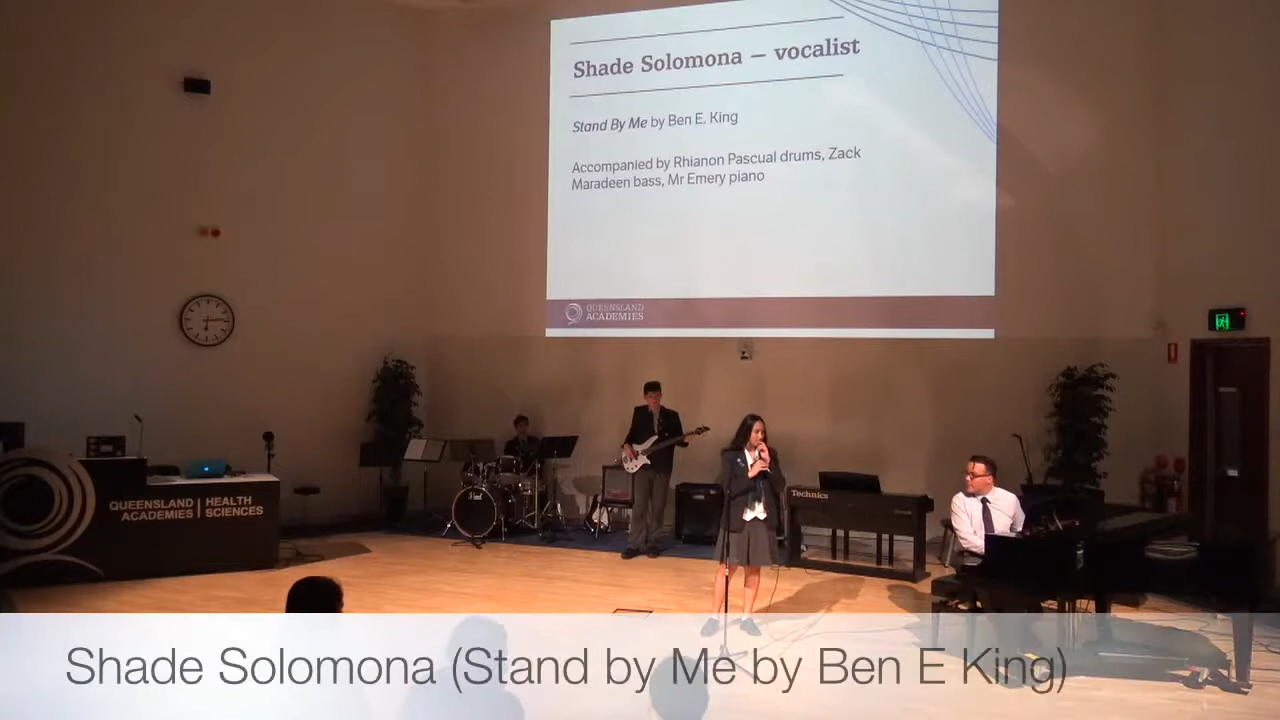 Shade Solomona – vocalist
Stand By Me by Ben E. King
Accompanied by Rhianon Pascual drums, Zack
Maradeen bass, Mr Emery piano
QUEENSLAND
ACADEMIES
QUEENSLAND | HEALTH
ACADEMIES | SCIENCES
Technics
Shade Solomona (Stand by Me by Ben E King)